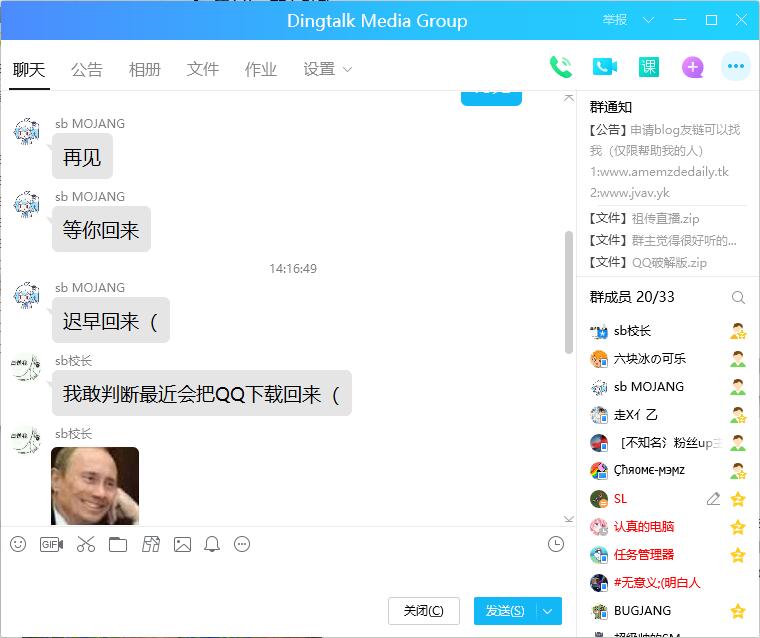 Dingtalk Media Group
举报
聊天 公告 相册 文件 作业 设置
课
sb MOJANG
再见
sb MOJANG
等你回来
14:16:49
sb MOJANG
迟早回来（
sb校长
我敢判断最近会把QQ下载回来（
sb校长
GIF
关闭(C) 发送(S)
群通知
【公告】申请blog友链可以找
我（仅限帮助我的人）
1:www.amemzdedaily.tk
2:www.jvav.yk
【文件】祖传直播.zip
【文件】群主觉得很好听的...
【文件】QQ破解版.zip
群成员 20/33
sb校长
六块冰の可乐
sb MOJANG
走X亻乙
［不知名氵粉丝up主
Çħяoмє-мэмz
SL
认真的电脑
任务管理器
#无意义;(明白人
BUGJANG